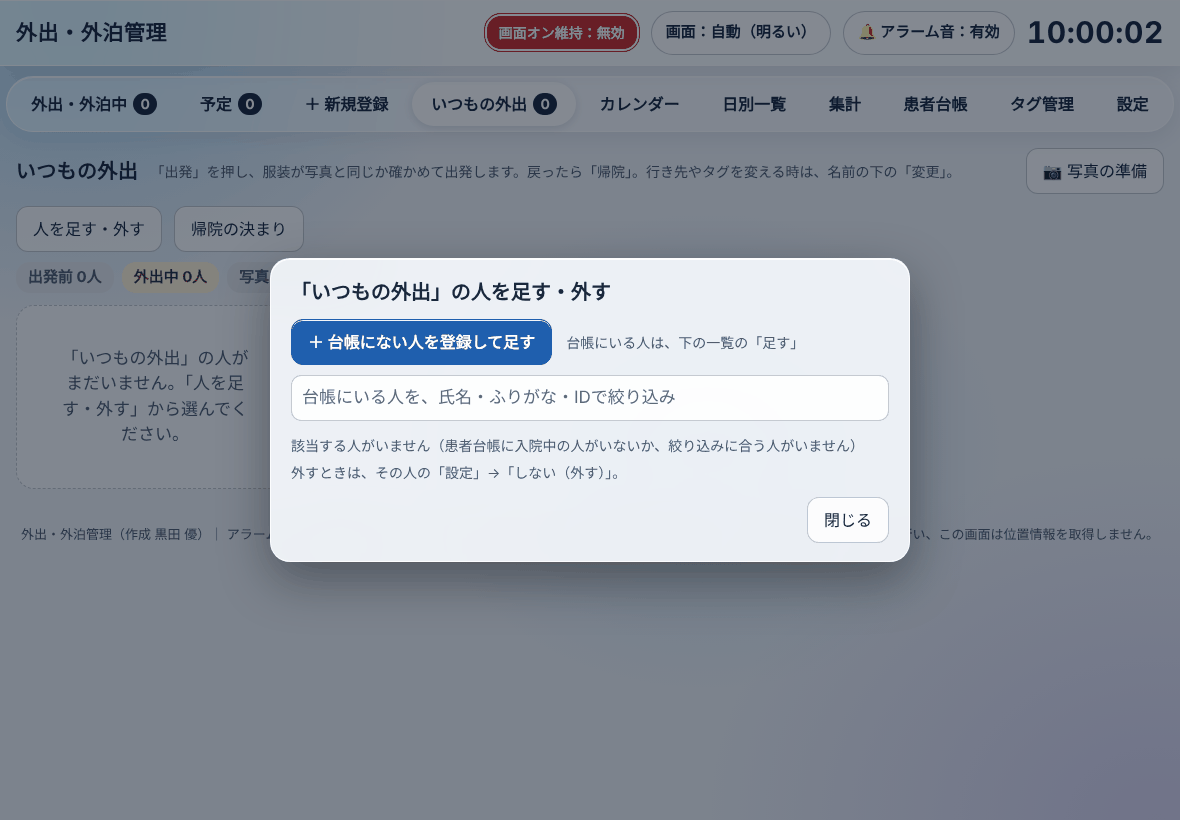 外出・外泊管理
画面オン維持：無効
画面：自動（明るい）
🔔 アラーム音：有効
10:00:02
外出・外泊中 0
予定 0
＋ 新規登録
いつもの外出 0
カレンダー
日別一覧
集計
患者台帳
タグ管理
設定
いつもの外出
「出発」を押し、服装が写真と同じか確かめて出発します。戻ったら「帰院」。行き先やタグを変える時は、名前の下の「変更」。
📷 写真の準備
人を足す・外す
帰院の決まり
出発前 0人
外出中 0人
写真
「いつもの外出」の人が
まだいません。「人を足
す・外す」から選んでく
ださい。
「いつもの外出」の人を足す・外す
＋ 台帳にない人を登録して足す
台帳にいる人は、下の一覧の「足す」
台帳にいる人を、氏名・ふりがな・IDで絞り込み
該当する人がいません（患者台帳に入院中の人がいないか、絞り込みに合う人がいません）
外すときは、その人の「設定」→「しない（外す）」。
閉じる
外出・外泊管理（作成 黒田 優）｜ アラー
い、この画面は位置情報を取得しません。